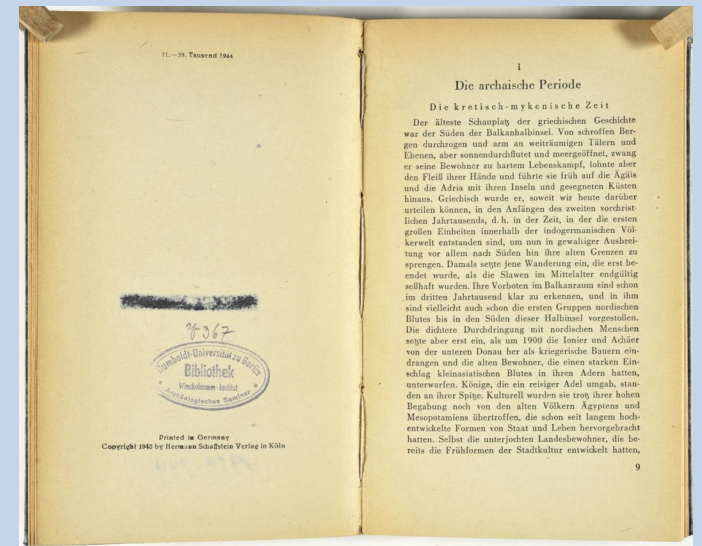 11.–55. Tausend 1944
Humboldt-Universität zu Berlin
Bibliothek
Winckelmann-Institut
Archäologisches Seminar
Printed in Germany
Copyright 1940 by Hermann Schaffstein Verlag in Köln
I
Die archaische Periode
Die kretisch-mykenische Zeit
Der älteste Schauplatz der griechischen Geschichte
war der Süden der Balkanhalbinsel. Von schroffen Ber-
gen durchzogen und arm an weiträumigen Tälern und
Ebenen, aber sonnendurchflutet und meergeöffnet, zwang
er seine Bewohner zu hartem Lebenskampf, lohnte aber
den Fleiß ihrer Hände und führte sie früh auf die Ägäis
und die Adria mit ihren Inseln und gesegneten Küsten
hinaus. Griechisch wurde er, soweit wir heute darüber
urteilen können, in den Anfängen des zweiten vorchrist-
lichen Jahrtausends, d. h. in der Zeit, in der die ersten
großen Einheiten innerhalb der indogermanischen Völ-
kerwelt entstanden sind, um nun in gewaltiger Ausbrei-
tung vor allem nach Süden hin ihre alten Grenzen zu
sprengen. Damals setzte jene Wanderung ein, die erst be-
endet wurde, als die Slawen im Mittelalter endgültig
seßhaft wurden. Ihre Vorboten im Balkanraum sind schon
im dritten Jahrtausend klar zu erkennen, und in ihm
sind vielleicht auch schon die ersten Gruppen nordischen
Blutes bis in den Süden dieser Halbinsel vorgestoßen.
Die dichtere Durchdringung mit nordischen Menschen
setzte aber erst ein, als um 1900 die Ionier und Achäer
von der unteren Donau her als kriegerische Bauern ein-
drangen und die alten Bewohner, die einen starken Ein-
schlag kleinasiatischen Blutes in ihren Adern hatten,
unterwarfen. Könige, die ein reisiger Adel umgab, stan-
den an ihrer Spitze. Kulturell wurden sie trotz ihrer hohen
Begabung noch von den alten Völkern Ägyptens und
Mesopotamiens übertroffen, die schon seit langem hoch-
entwickelte Formen von Staat und Leben hervorgebracht
hatten. Selbst die unterjochten Landesbewohner, die be-
reits die Frühformen der Stadtkultur entwickelt hatten,
9